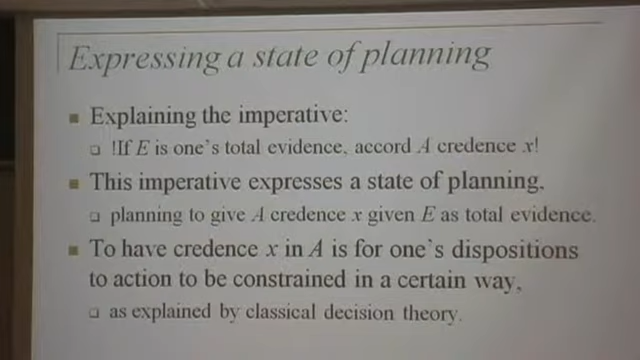 Expressing a state of planning
Explaining the imperative:
!If E is one's total evidence, accord A credence x!
This imperative expresses a state of planning,
planning to give A credence x given E as total evidence.
To have credence x in A is for one's dispositions
to action to be constrained in a certain way,
as explained by classical decision theory.